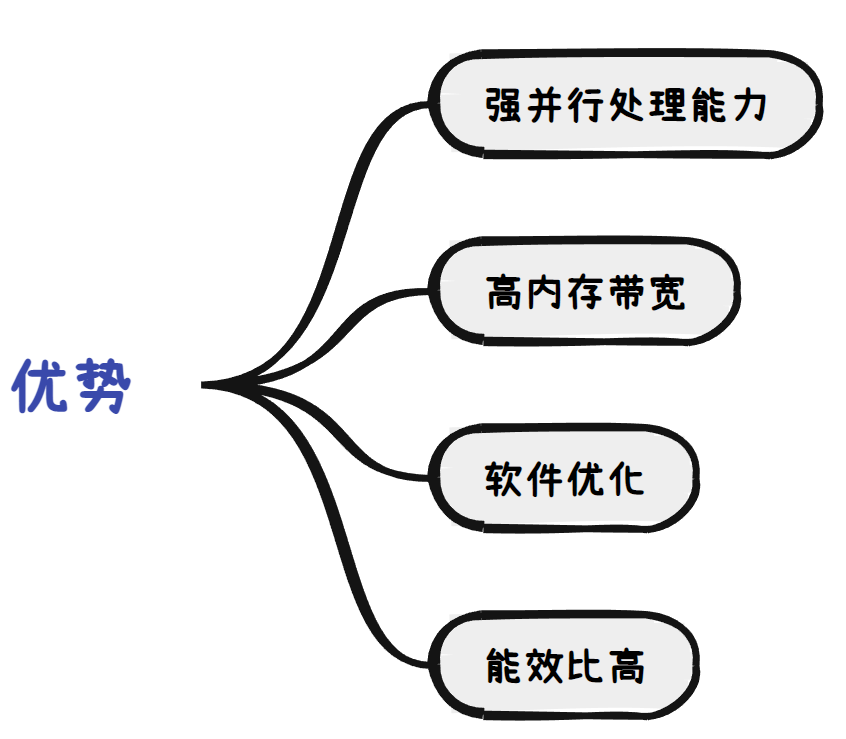 优势
强并行处理能力
高内存带宽
软件优化
能效比高